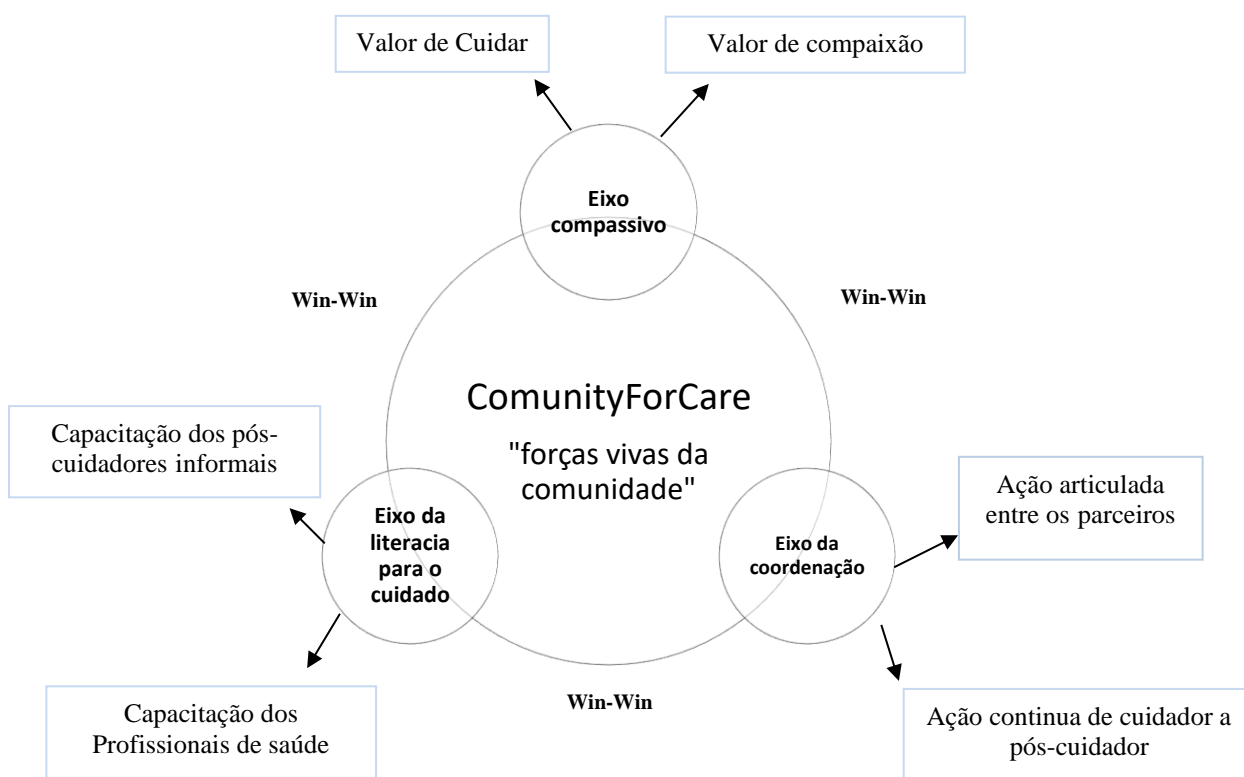 Valor de Cuidar
Valor de compaixão
Eixo
compassivo
Win-Win
Win-Win
ComunityForCare
"forças vivas da
comunidade"
Capacitação dos pós-
cuidadores informais
Eixo da
literacia
para o
cuidado
Eixo da
coordenação
Ação articulada
entre os parceiros
Win-Win
Capacitação dos
Profissionais de saúde
Ação continua de cuidador a
pós-cuidador